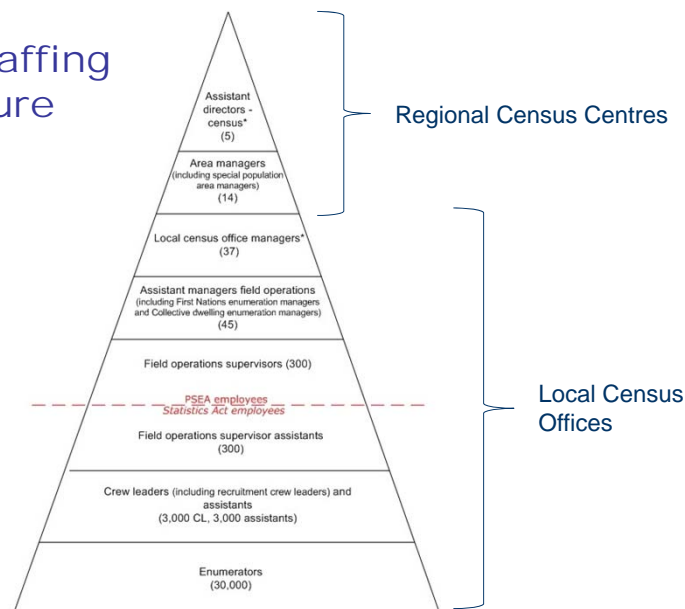 affing
ure
Assistant
directors -
census*
(5)
Regional Census Centres
Area managers
(including special population
area managers)
(14)
Local census office managers*
(37)
Assistant managers field operations
(including First Nations enumeration managers
and Collective dwelling enumeration managers)
(45)
Field operations supervisors (300)
PSEA employees
Statistics Act employees
Local Census
Offices
Field operations supervisor assistants
(300)
Crew leaders (including recruitment crew leaders) and
assistants
(3,000 CL, 3,000 assistants)
Enumerators
(30,000)